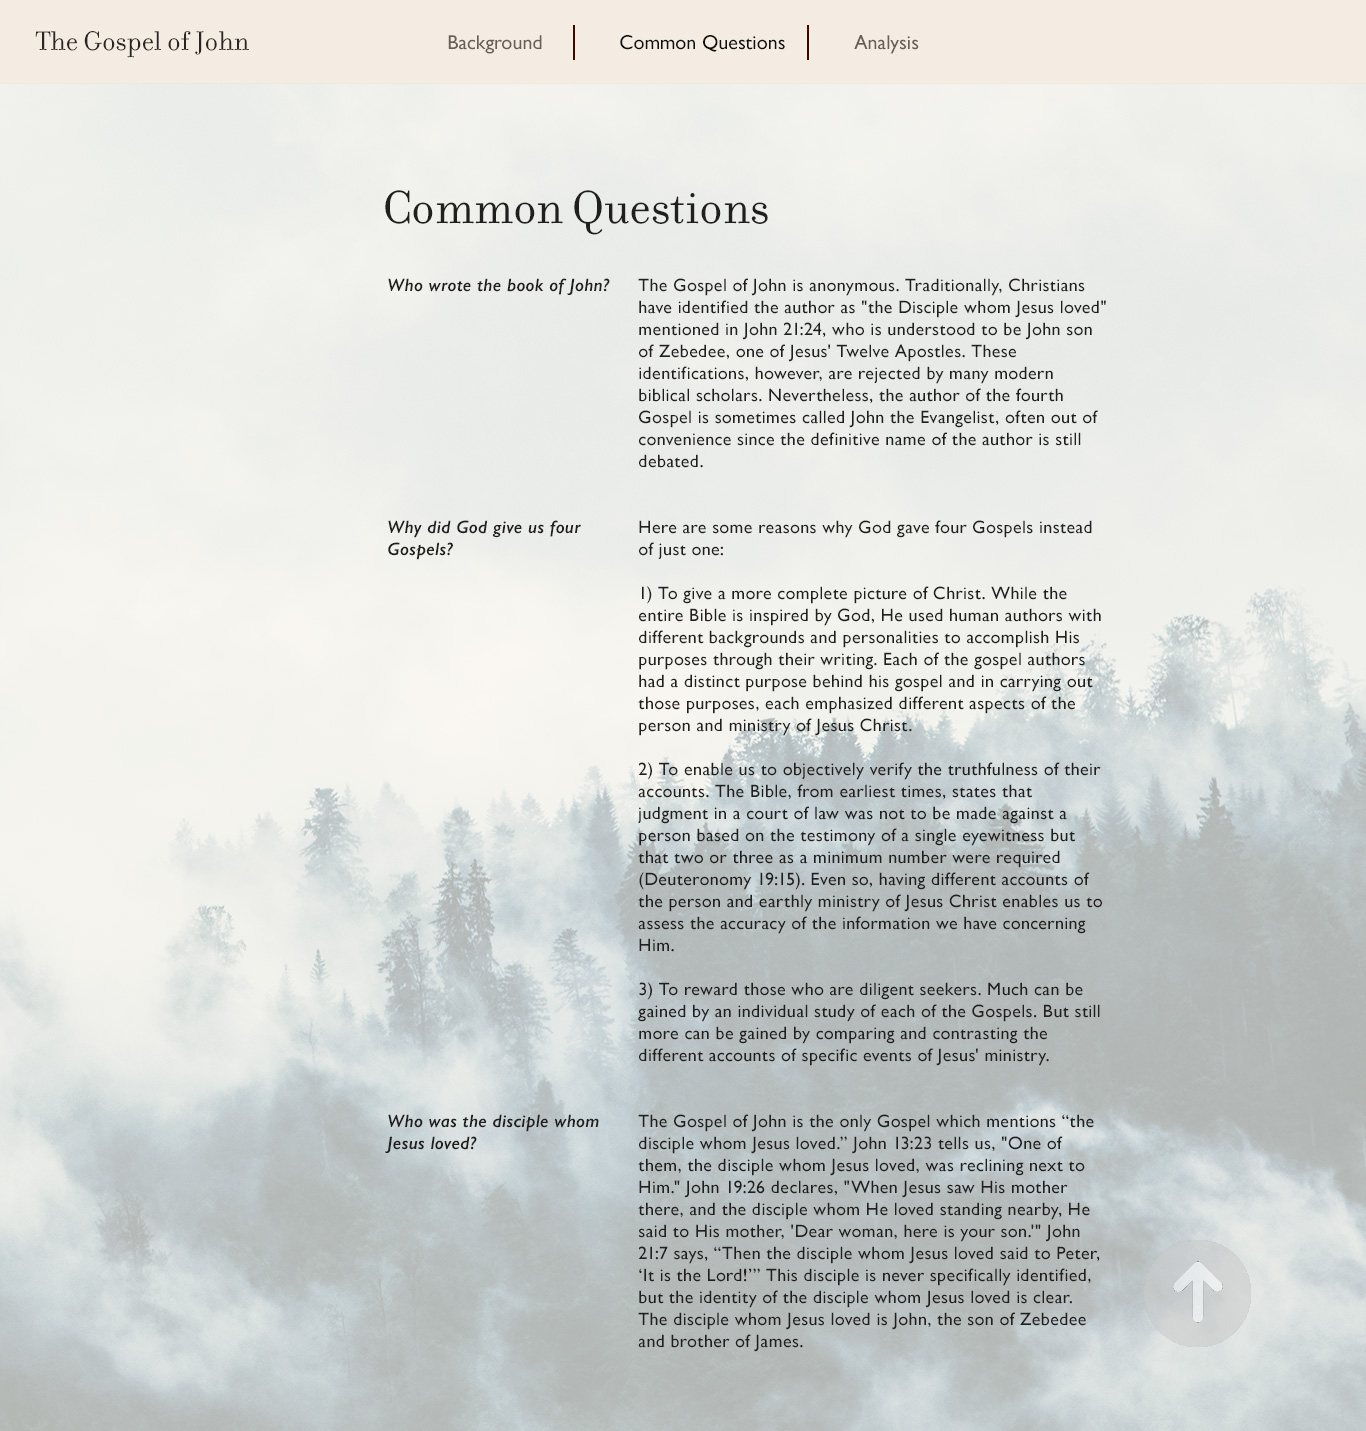 The Gospel of John
Background
Common Questions
Analysis
Common Questions
Who wrote the book of John?
The Gospel of John is anonymous. Traditionally, Christians
have identified the author as "the Disciple whom Jesus loved"
mentioned in John 21:24, who is understood to be John son
of Zebedee, one of Jesus' Twelve Apostles. These
identifications, however, are rejected by many modern
biblical scholars. Nevertheless, the author of the fourth
Gospel is sometimes called John the Evangelist, often out of
convenience since the definitive name of the author is still
debated.
Why did God give us four
Gospels?
Here are some reasons why God gave four Gospels instead
of just one:
1) To give a more complete picture of Christ. While the
entire Bible is inspired by God, He used human authors with
different backgrounds and personalities to accomplish His
purposes through their writing. Each of the gospel authors
had a distinct purpose behind his gospel and in carrying out
those purposes, each emphasized different aspects of the
person and ministry of Jesus Christ.
2) To enable us to objectively verify the truthfulness of their
accounts. The Bible, from earliest times, states that
judgment in a court of law was not to be made against a
person based on the testimony of a single eyewitness but
that two or three as a minimum number were required
(Deuteronomy 19:15). Even so, having different accounts of
the person and earthly ministry of Jesus Christ enables us to
assess the accuracy of the information we have concerning
Him.
3) To reward those who are diligent seekers. Much can be
gained by an individual study of each of the Gospels. But still
more can be gained by comparing and contrasting the
different accounts of specific events of Jesus' ministry.
Who was the disciple whom
Jesus loved?
The Gospel of John is the only Gospel which mentions “the
disciple whom Jesus loved.” John 13:23 tells us, "One of
them, the disciple whom Jesus loved, was reclining next to
Him." John 19:26 declares, "When Jesus saw His mother
there, and the disciple whom He loved standing nearby, He
said to His mother, 'Dear woman, here is your son.'" John
21:7 says, “Then the disciple whom Jesus loved said to Peter,
‘It is the Lord!’” This disciple is never specifically identified,
but the identity of the disciple whom Jesus loved is clear.
The disciple whom Jesus loved is John, the son of Zebedee
and brother of James.